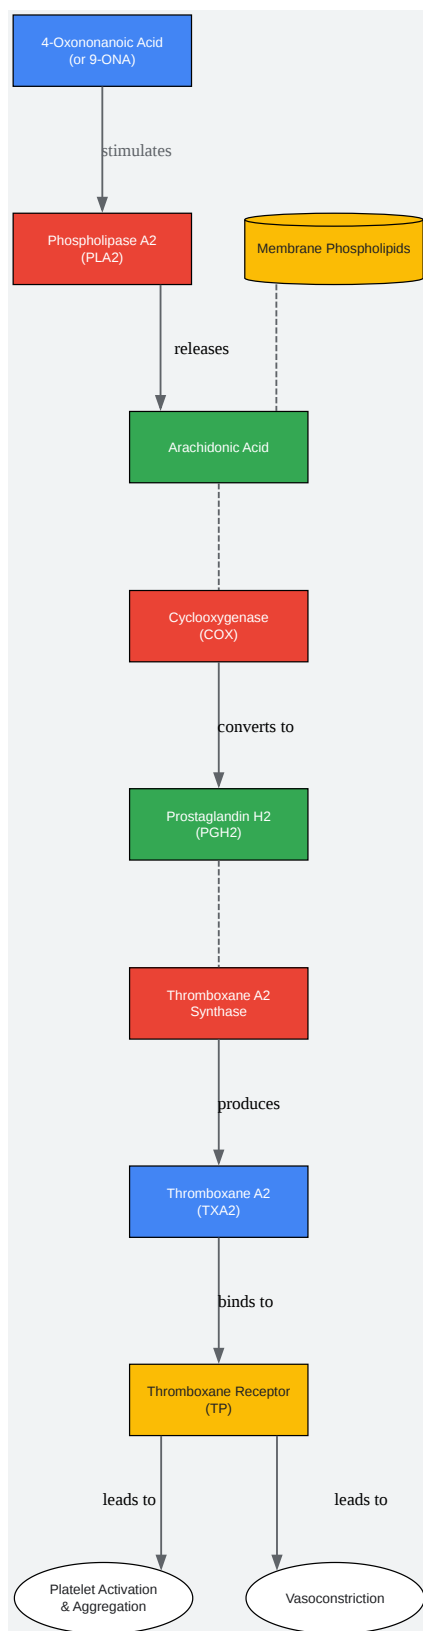 4-Oxononanoic Acid
(or 9-ONA)
stimulates
Phospholipase A2
(PLA2)
Membrane Phospholipids
releases
Arachidonic Acid
Cyclooxygenase
(COX)
converts to
Prostaglandin H2
(PGH2)
Thromboxane A2
Synthase
produces
Thromboxane A2
(TXA2)
binds to
Thromboxane Receptor
(TP)
leads to
leads to
Platelet Activation
& Aggregation
Vasoconstriction